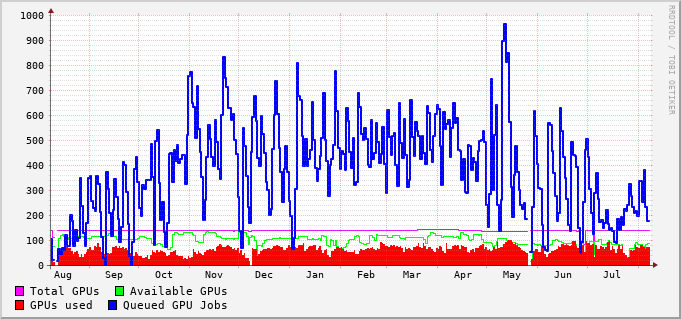 1000
900
800
700
600
500
400
300
200
100
0
Aug Sep Oct Nov Dec Jan Feb Mar Apr May Jun Jul
Total GPUs Available GPUs
GPUs used Queued GPU Jobs
RRDTOOL / TOBI OETIKER